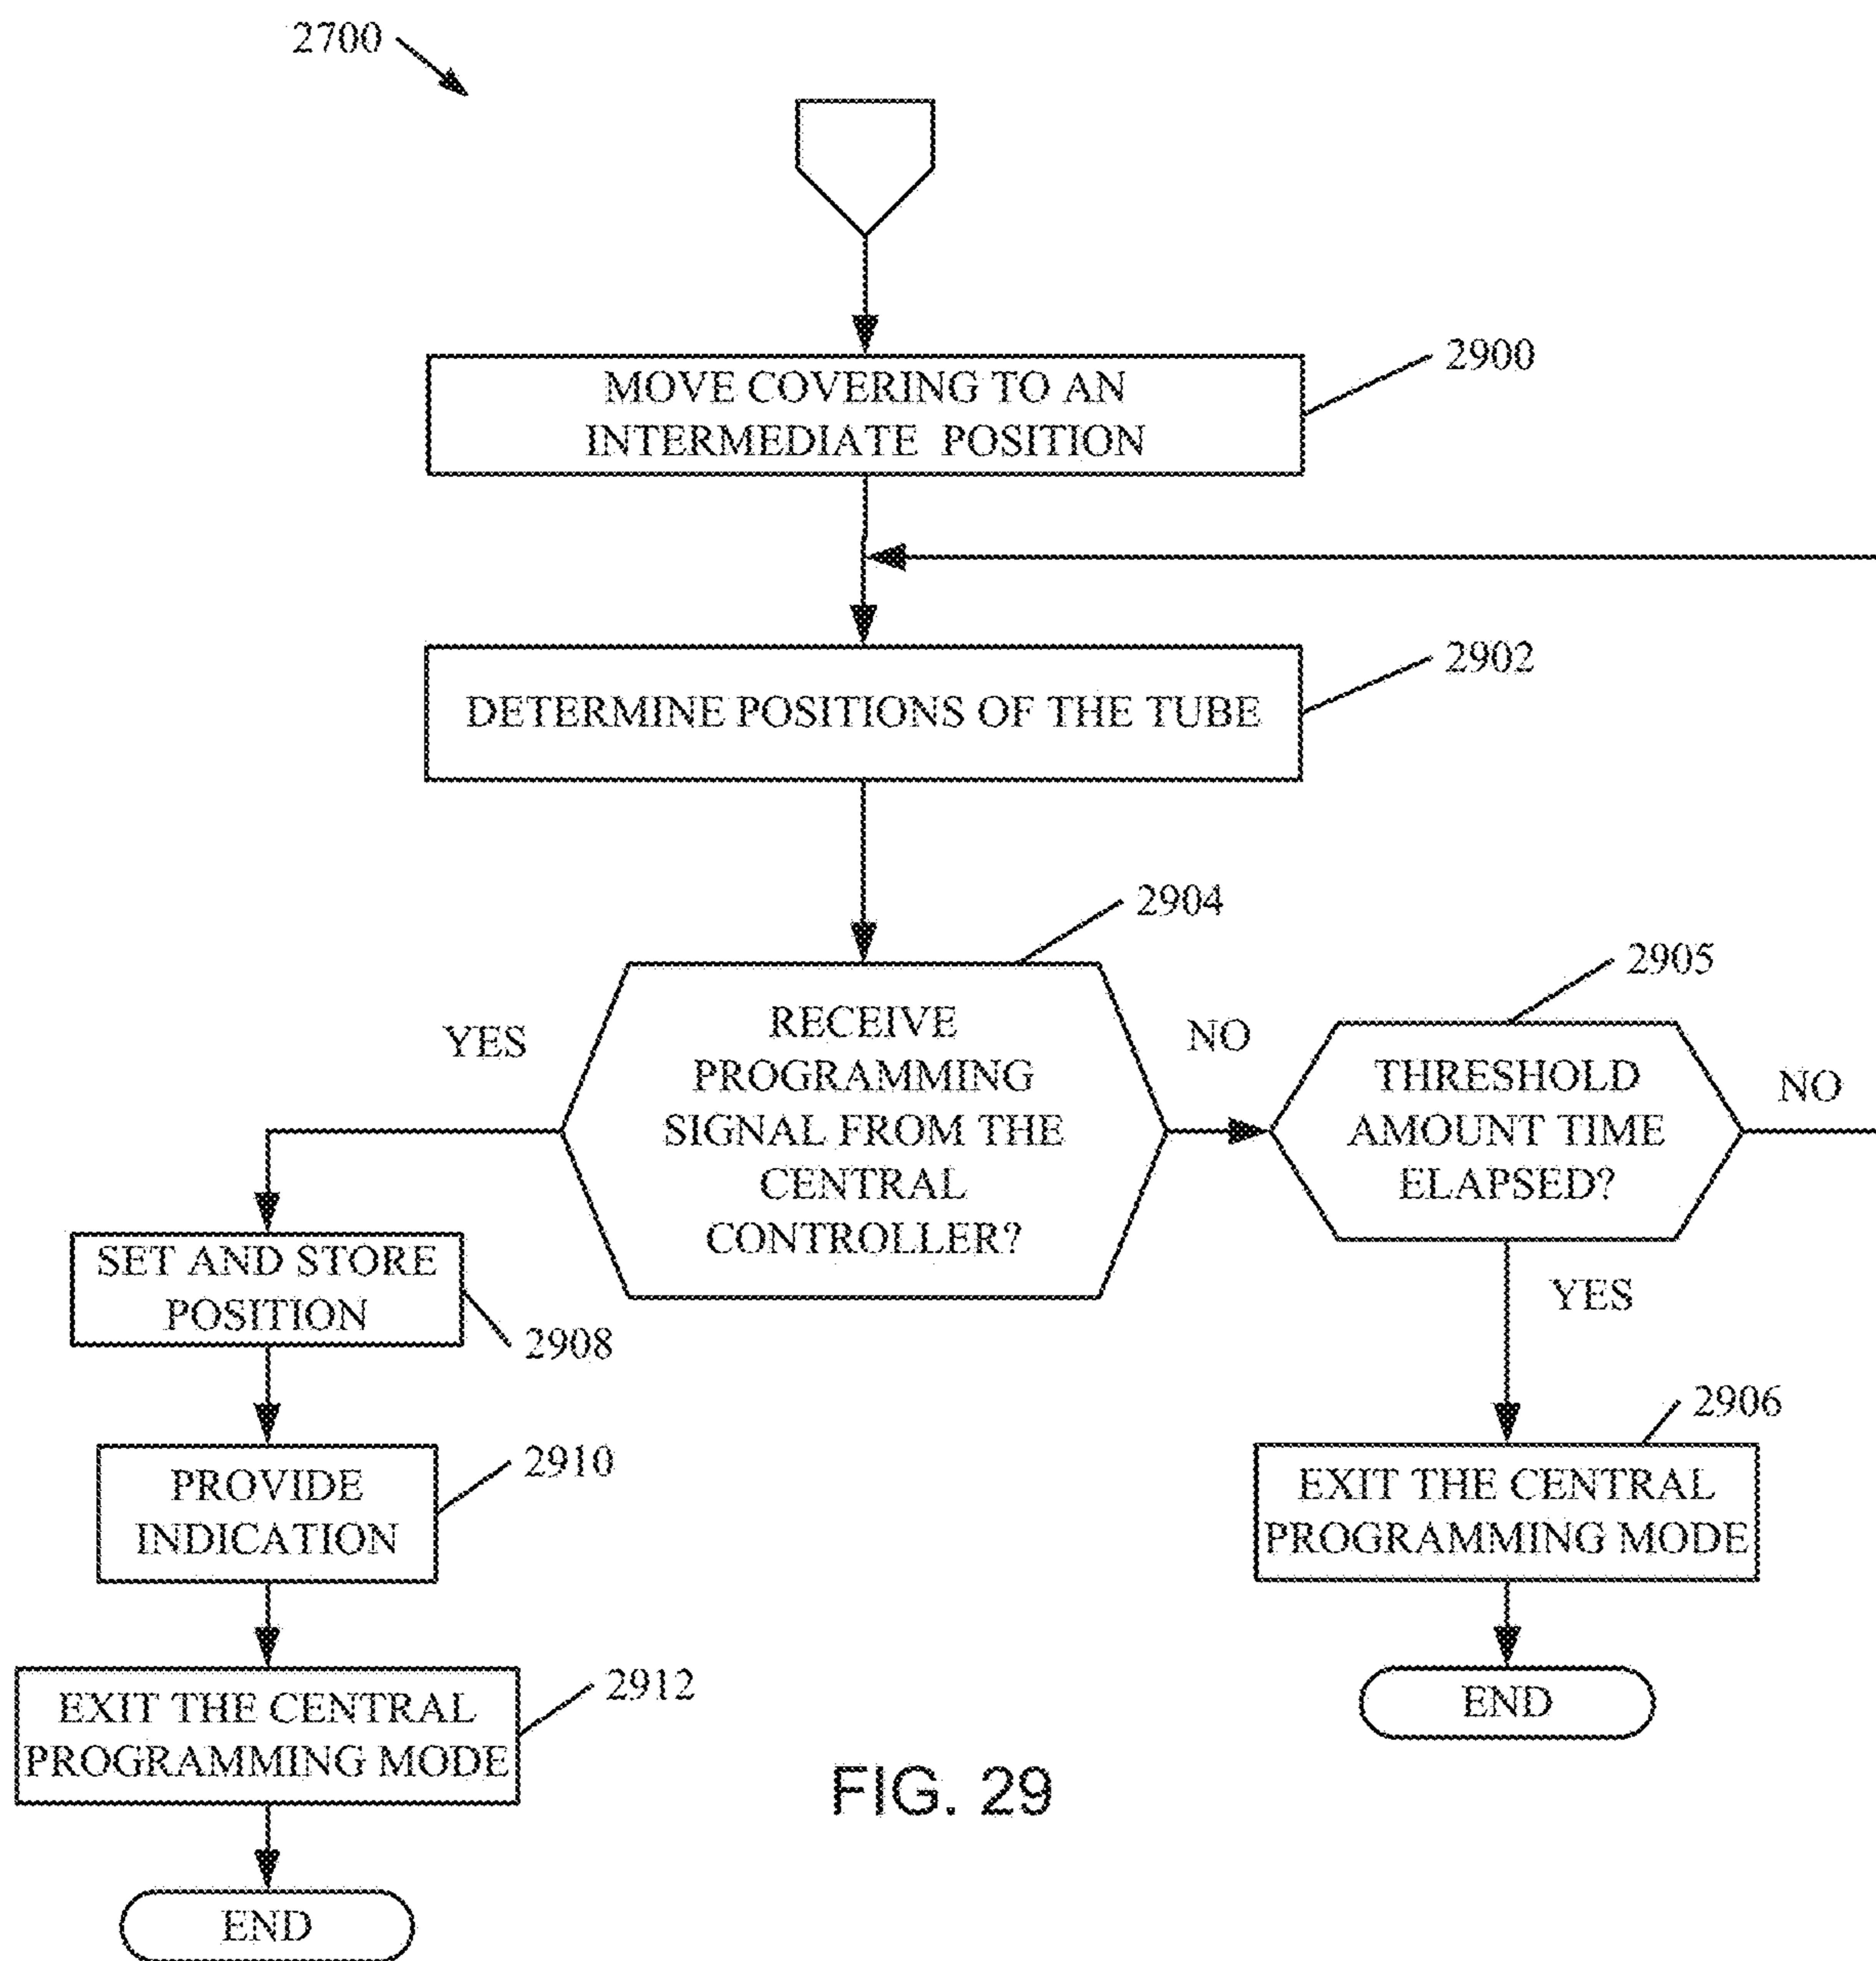 2700
MOVE COVERING TO AN
INTERMEDIATE POSITION
2900
DETERMINE POSITIONS OF THE TUBE
2902
2904
RECEIVE
PROGRAMMING
SIGNAL FROM THE
CENTRAL
CONTROLLER?
YES
NO
2905
THRESHOLD
AMOUNT TIME
ELAPSED?
NO
YES
SET AND STORE
POSITION
2908
PROVIDE
INDICATION
2910
EXIT THE CENTRAL
PROGRAMMING MODE
2912
END
2906
EXIT THE CENTRAL
PROGRAMMING MODE
END
FIG. 29